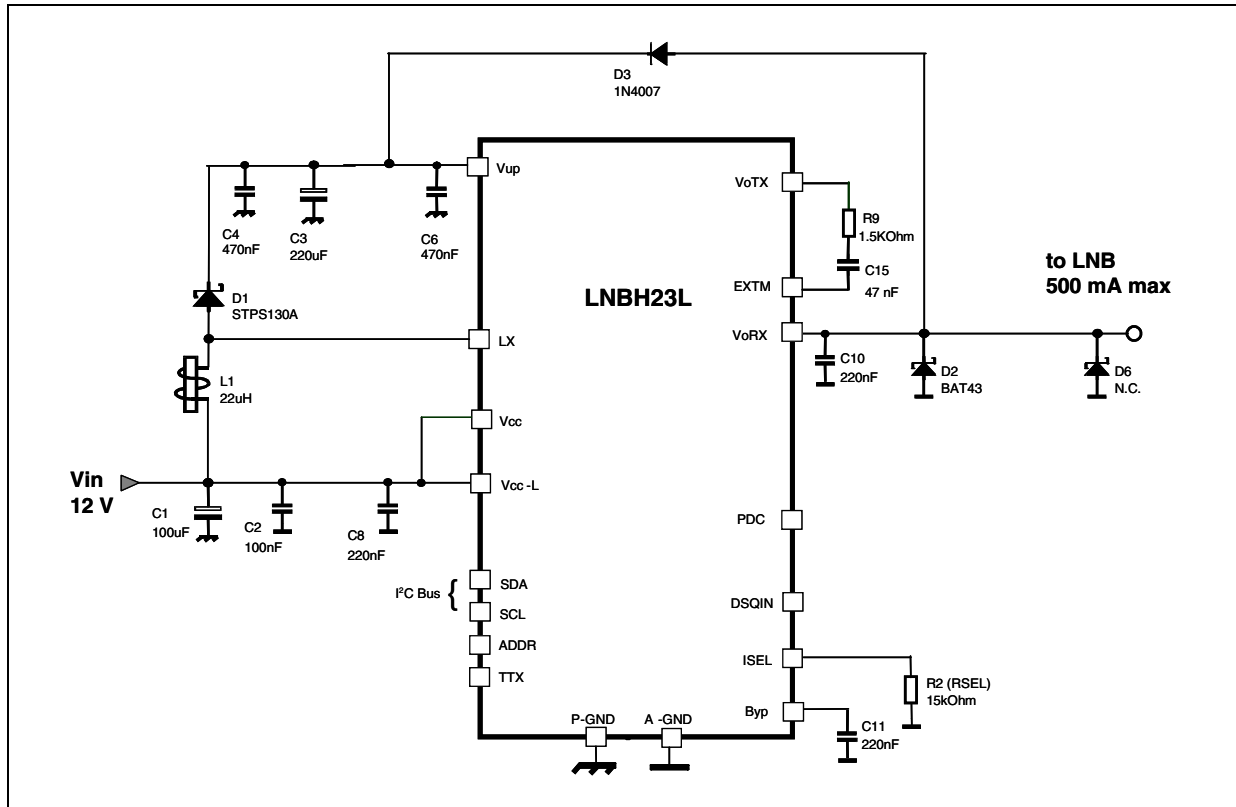 D3
1N4007
Vup
VoTX
C4
470nF
C3
220uF
C6
470nF
R9
1.5KOhm
C15
47 nF
D1
STPS130A
LNBH23L
EXTM
to LNB
500 mA max
LX
VoRX
C10
220nF
D2
BAT43
D6
N.C.
L1
22uH
Vcc
Vin
12 V
Vcc -L
C1
100uF
C2
100nF
C8
220nF
PDC
I²C Bus {
SDA
SCL
DSQIN
ADDR
ISEL
TTX
R2 (RSEL)
15kOhm
Byp
P-GND
A -GND
C11
220nF